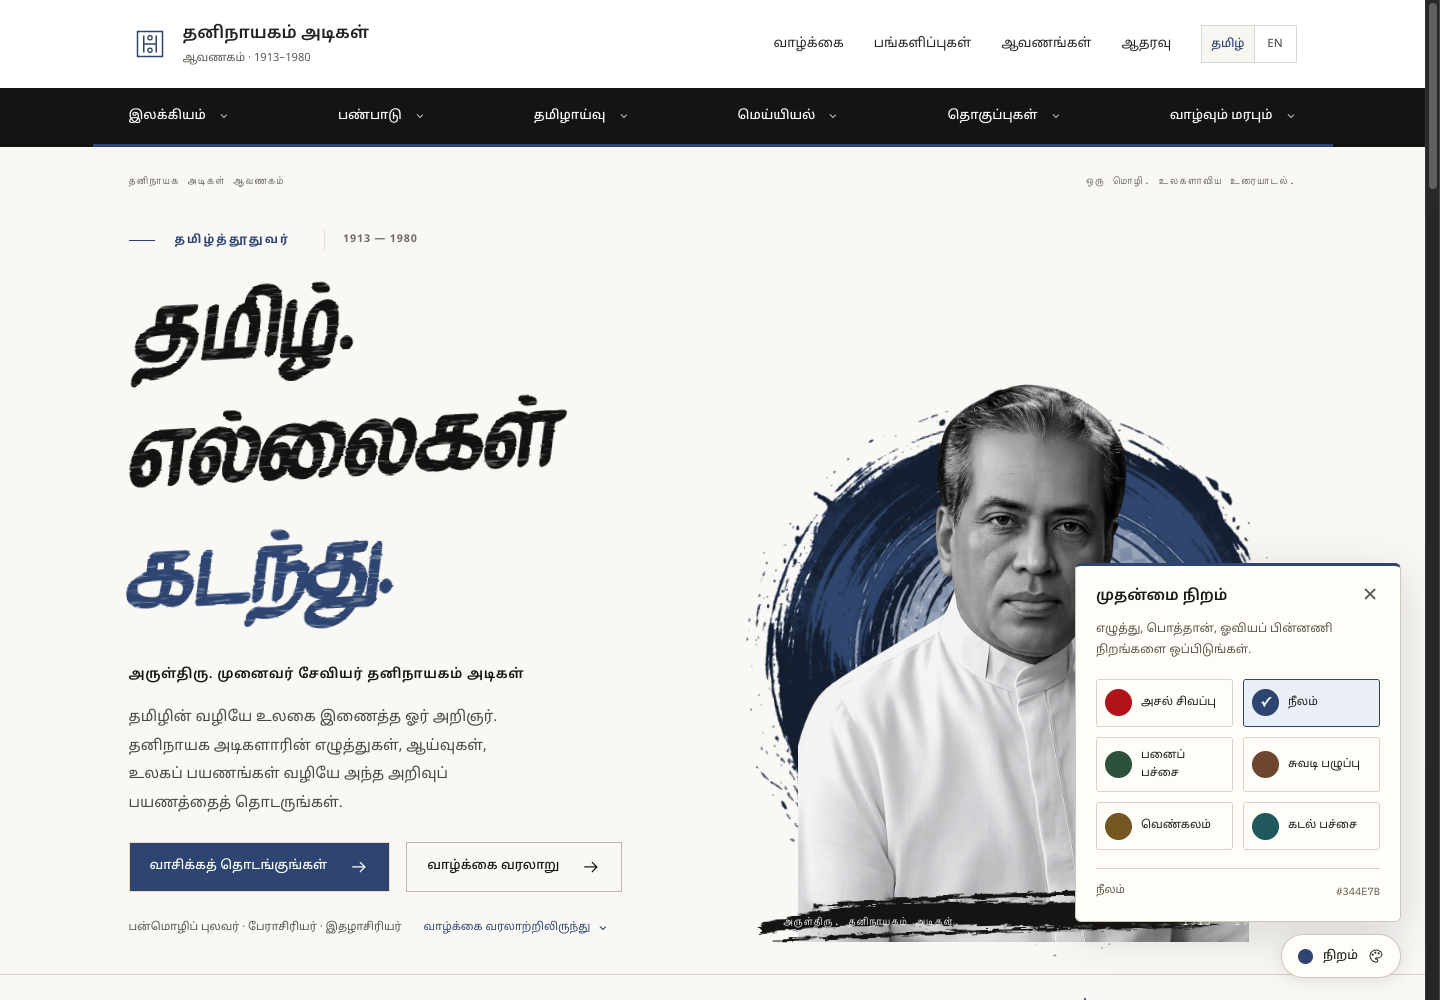 தனிநாயகம் அடிகள்
ஆவணகம் · 1913–1980
வாழ்க்கை பங்களிப்புகள் ஆவணங்கள் ஆதரவு தமிழ் EN
இலக்கியம் பண்பாடு தமிழாய்வு மெய்யியல் தொகுப்புகள் வாழ்வும் மரபும்
தனிநாயக அடிகள் ஆவணகம்
ஒரு மொழி. உலகளாவிய உரையாடல்.
தமிழ்த்தூதுவர் 1913 — 1980
தமிழ்.
எல்லைகள்
கடந்து.
அருள்திரு. முனைவர் சேவியர் தனிநாயகம் அடிகள்
தமிழின் வழியே உலகை இணைத்த ஓர் அறிஞர்.
தனிநாயக அடிகளாரின் எழுத்துகள், ஆய்வுகள்,
உலகப் பயணங்கள் வழியே அந்த அறிவுப்
பயணத்தைத் தொடருங்கள்.
வாசிக்கத் தொடங்குங்கள் →
வாழ்க்கை வரலாறு →
பன்மொழிப் புலவர் · பேராசிரியர் · இதழாசிரியர் வாழ்க்கை வரலாற்றிலிருந்து
அருள்திரு. தனிநாயகம் அடிகள்
முதன்மை நிறம்
எழுத்து, பொத்தான், ஓவியப் பின்னணி
நிறங்களை ஒப்பிடுங்கள்.
அசல் சிவப்பு
நீலம்
பனைப்
பச்சை
சுவடி பழுப்பு
வெண்கலம்
கடல் பச்சை
நீலம் #344E7B
நிறம்